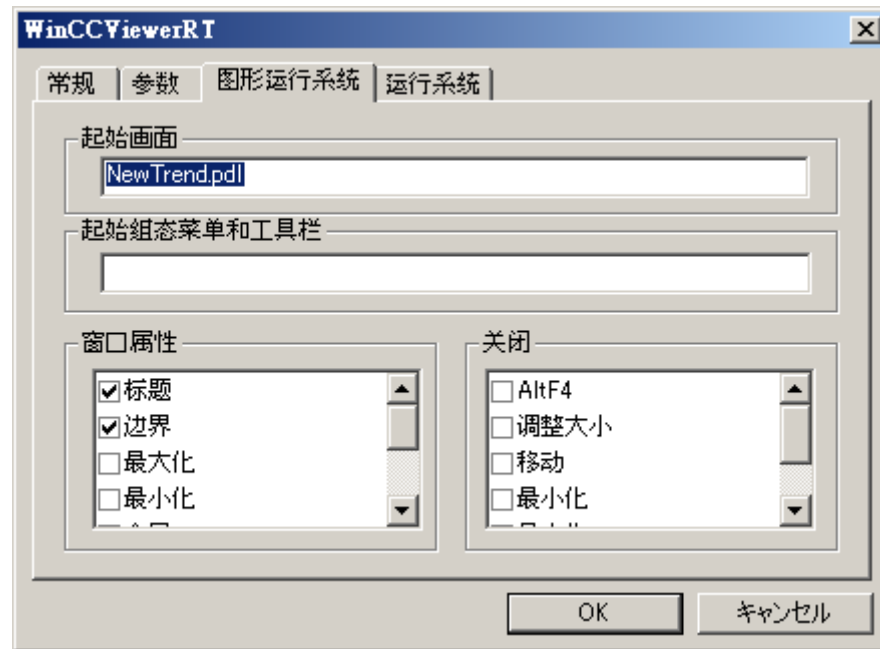 WinCCViewerRT
常规 参数 图形运行系统 运行系统
起始画面
NewTrend.pdl
起始组态菜单和工具栏
窗口属性
标题
边界
最大化
最小化
关闭
AltF4
调整大小
移动
最小化
OK キャンセル